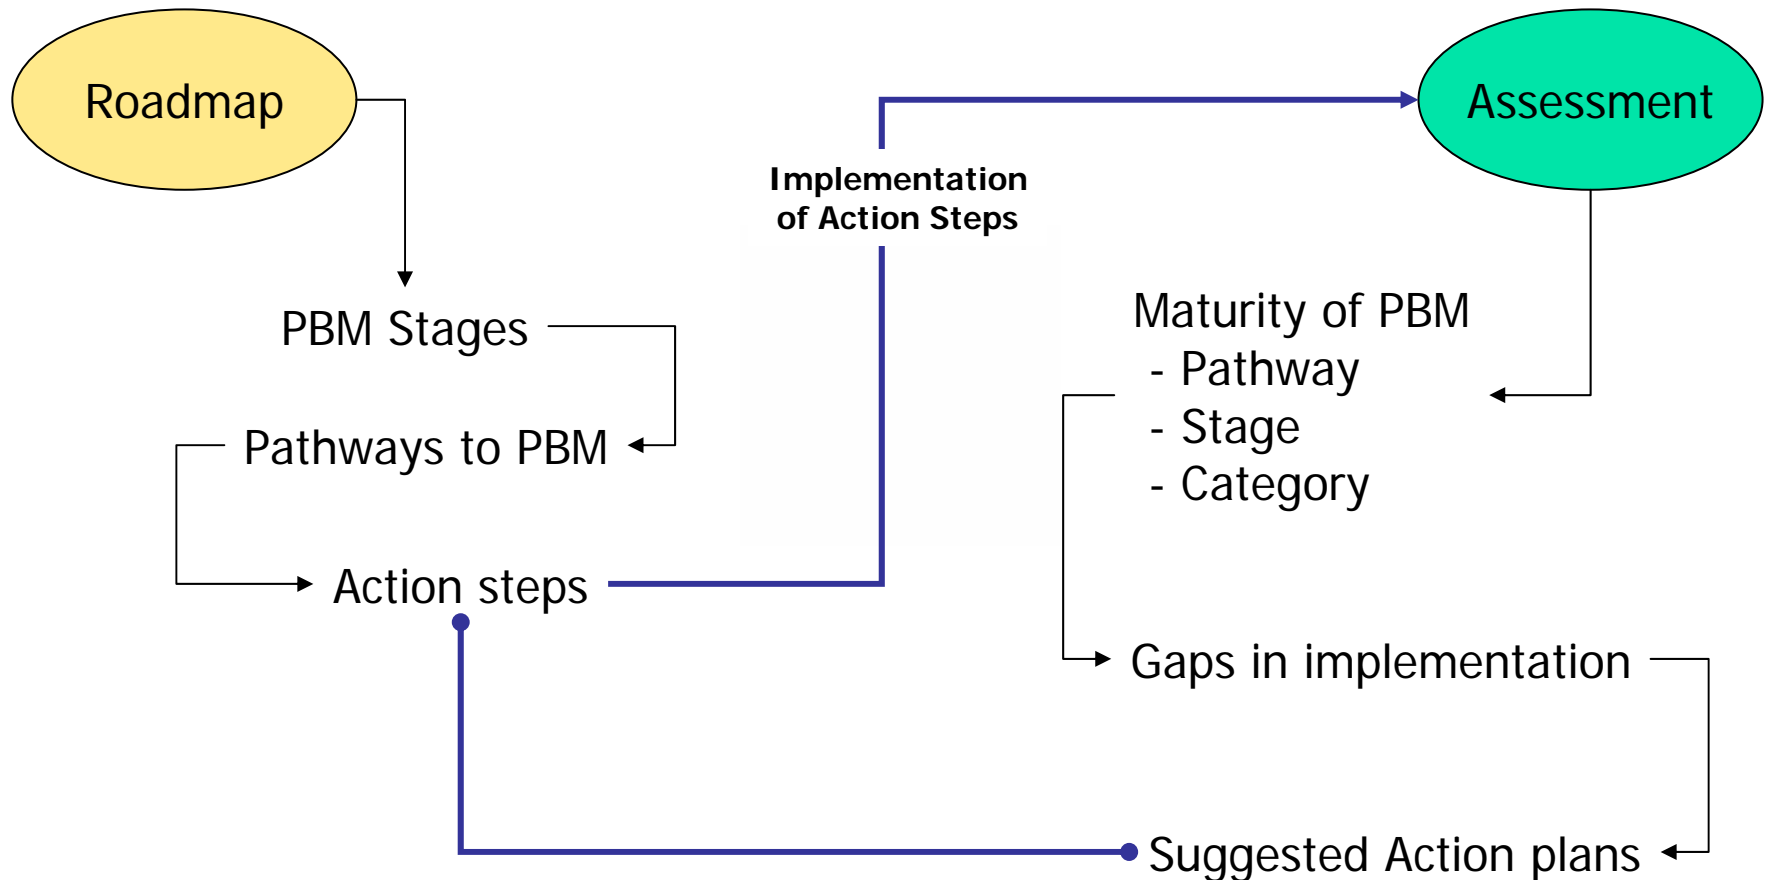 Roadmap
Assessment
Implementation
of Action Steps
PBM Stages
Pathways to PBM
Action steps
Maturity of PBM
- Pathway
- Stage
- Category
Gaps in implementation
Suggested Action plans